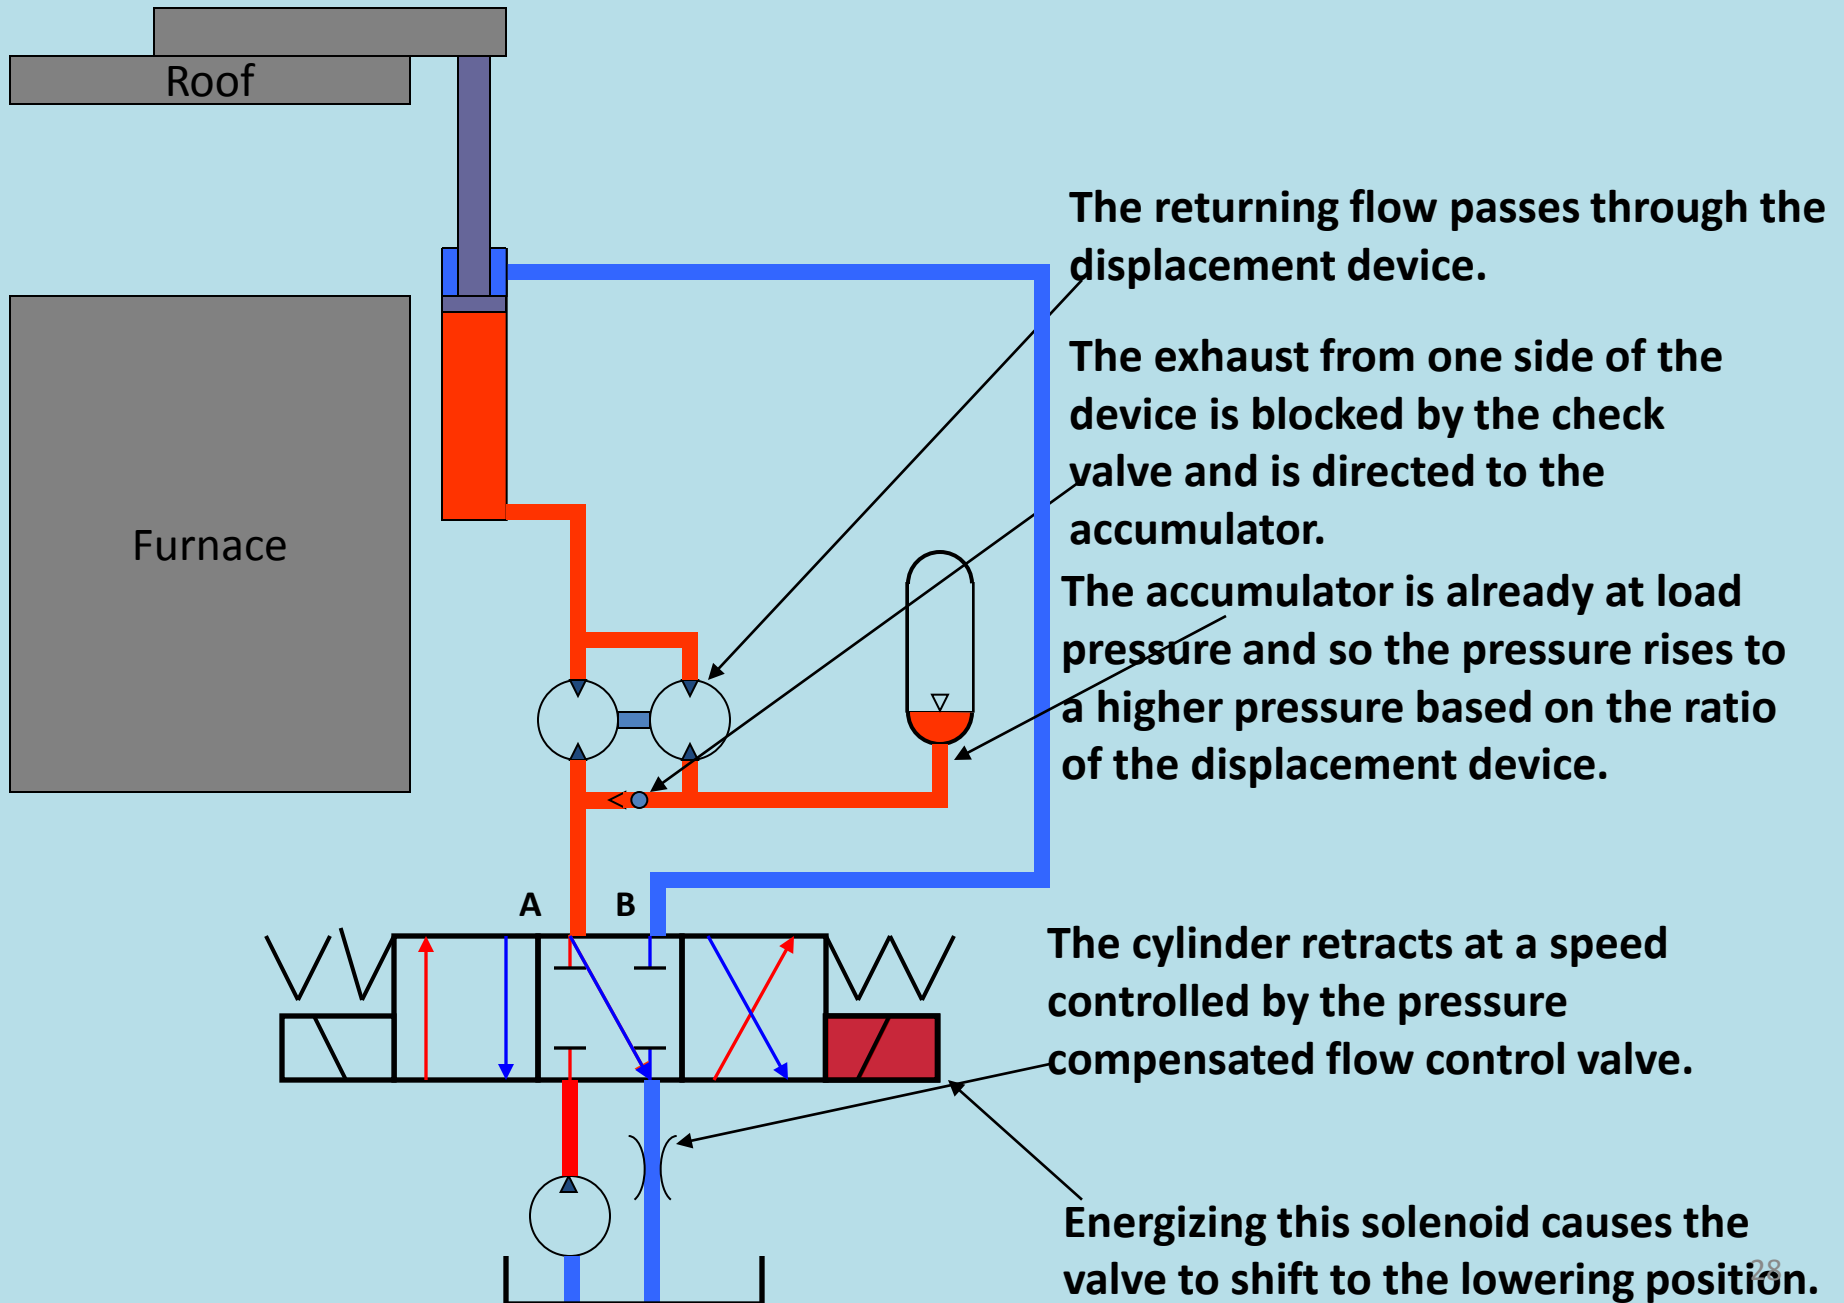 Roof
The returning flow passes through the
displacement device.
The exhaust from one side of the
device is blocked by the check
valve and is directed to the
accumulator.
Furnace
The accumulator is already at load
pressure and so the pressure rises to
a higher pressure based on the ratio
of the displacement device.
A
B
The cylinder retracts at a speed
controlled by the pressure
compensated flow control valve.
Energizing this solenoid causes the
valve to shift to the lowering position.
28